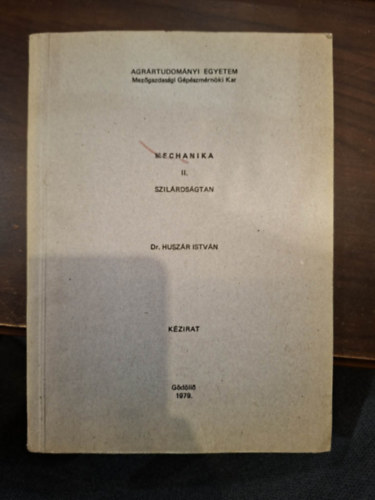 AGRÁRTUDOMÁNYI EGYETEM
Mezőgazdasági Gépészmérnöki Kar
MECHANIKA
II.
SZILÁRDSÁGTAN
Dr. HUSZÁR ISTVÁN
KÉZIRAT
Gödöllő
1979.